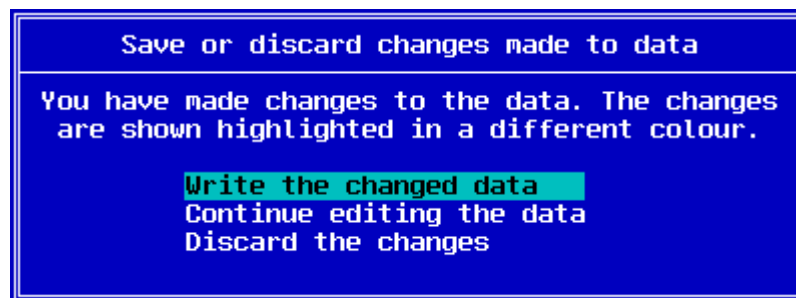 Save or discard changes made to data
You have made changes to the data. The changes
are shown highlighted in a different colour.
Write the changed data
Continue editing the data
Discard the changes